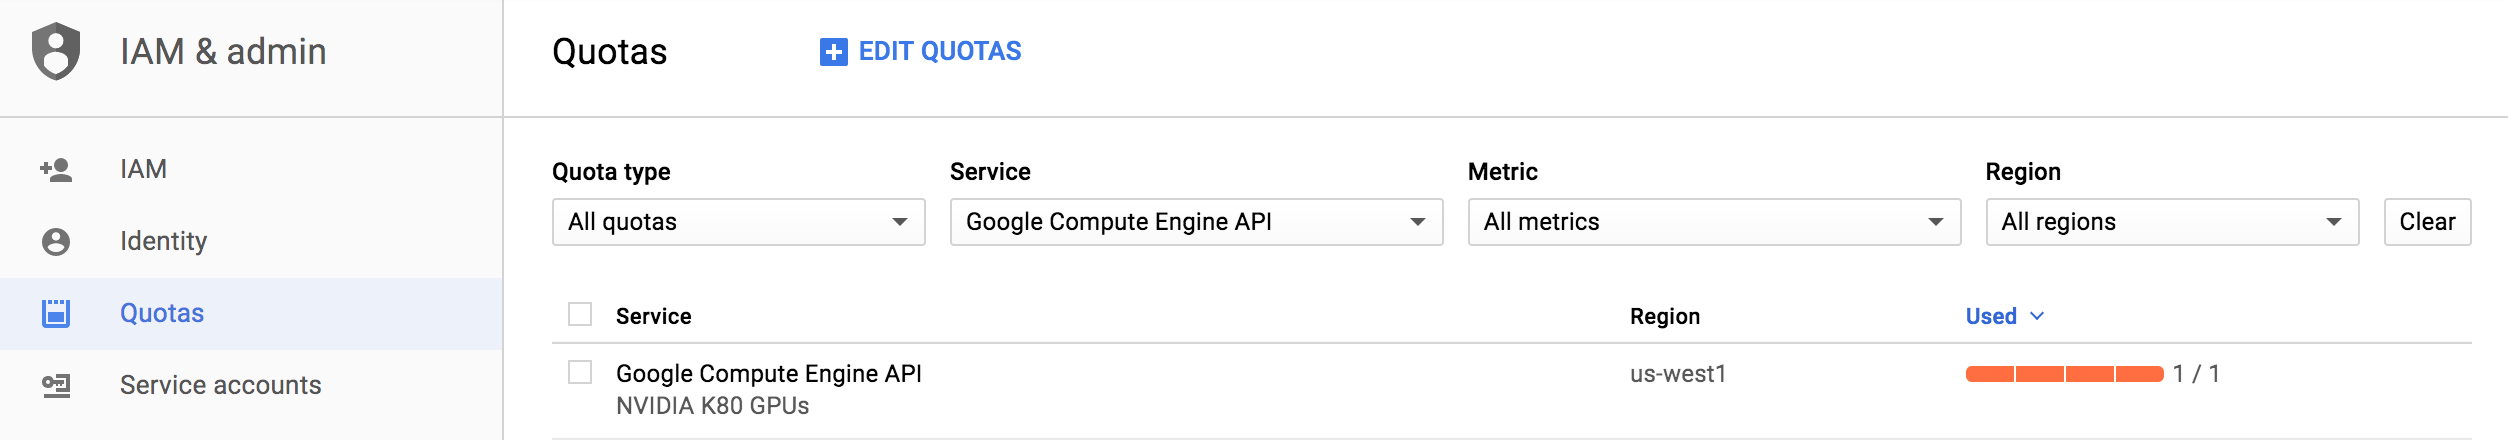 IAM & admin
Quotas
EDIT QUOTAS
IAM
Identity
Quotas
Service accounts
Quota type
Service
Metric
Region
All quotas
Google Compute Engine API
All metrics
All regions
Clear
Service
Region
Used
Google Compute Engine API
us-west1
1 / 1
NVIDIA K80 GPUs